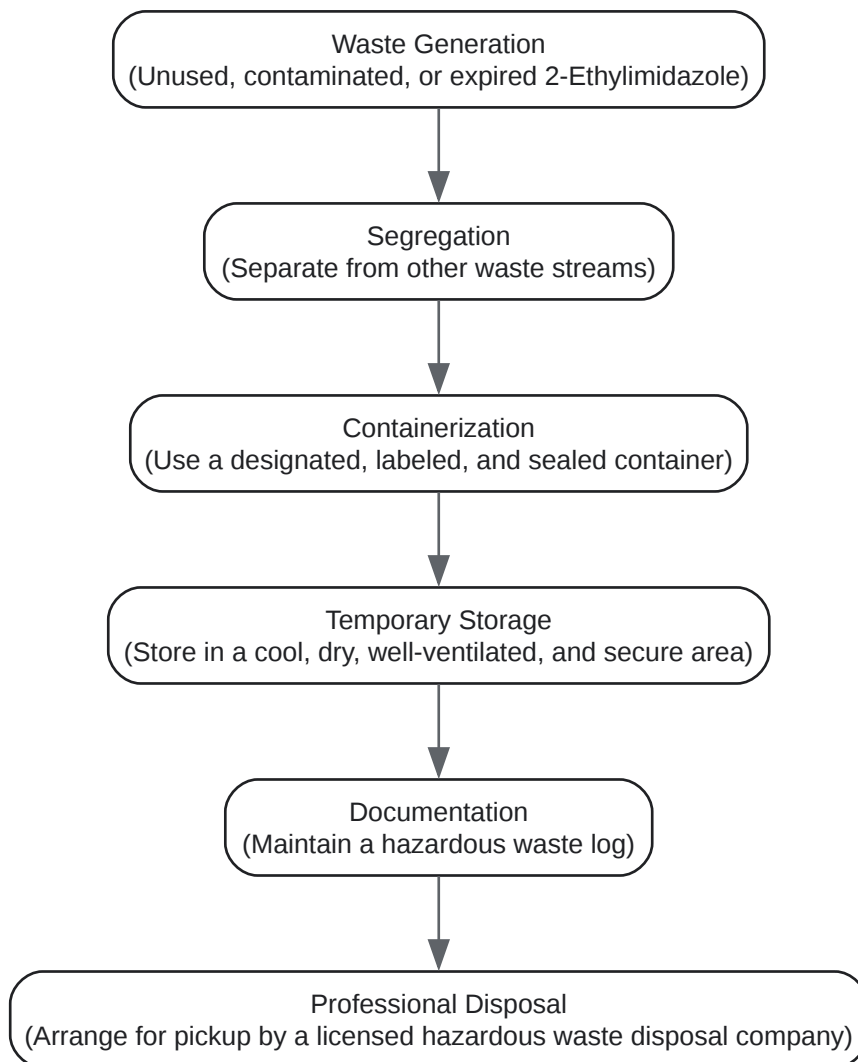 Waste Generation
(Unused, contaminated, or expired 2-Ethylimidazole)
Segregation
(Separate from other waste streams)
Containerization
(Use a designated, labeled, and sealed container)
Temporary Storage
(Store in a cool, dry, well-ventilated, and secure area)
Documentation
(Maintain a hazardous waste log)
Professional Disposal
(Arrange for pickup by a licensed hazardous waste disposal company)